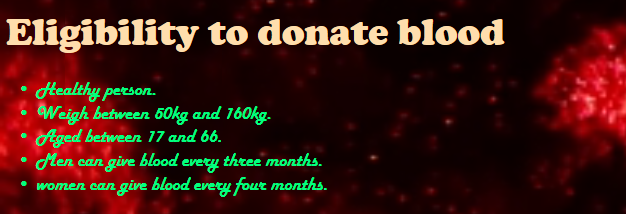 Eligibility to donate blood
• Healthy person.
• Weigh between 50kg and 160kg.
• Aged between 17 and 66.
• Men can give blood every three months.
• women can give blood every four months.